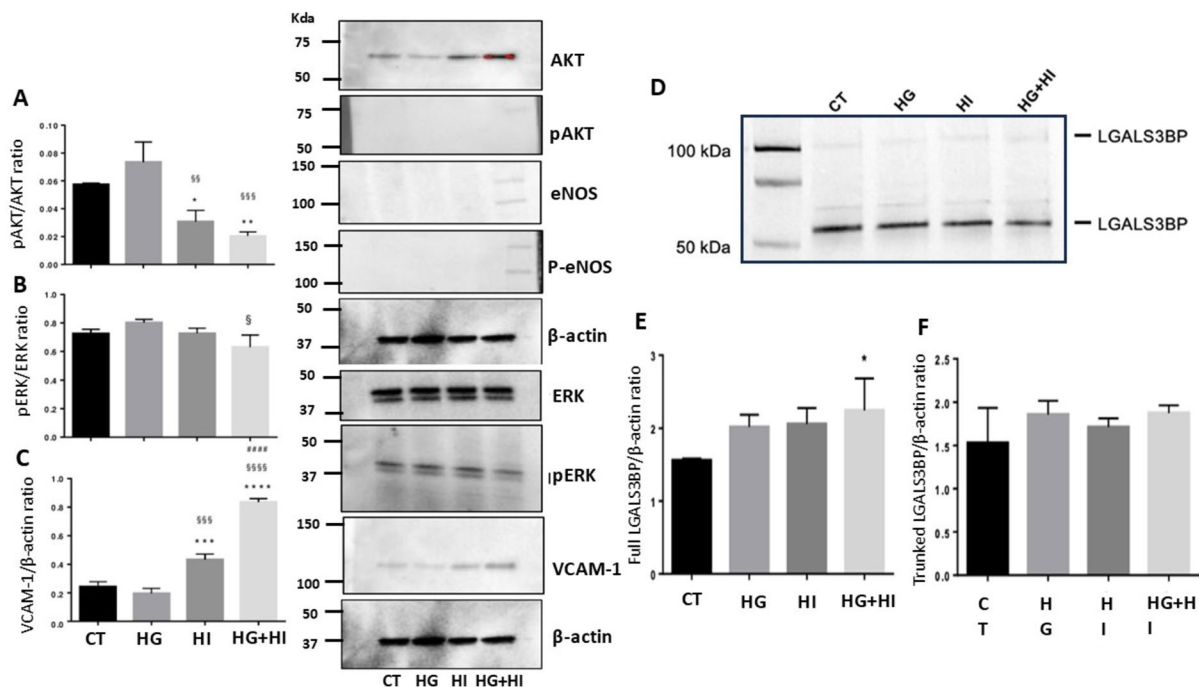 A
pAKT/AKT ratio
0.10
0.08
0.06
0.04
0.02
0.00
§§
*
§§§
**
B
pERK/ERK ratio
1.0
0.8
0.6
0.4
0.2
0.0
§
C
VCAM-1/β-actin ratio
1.0
0.8
0.6
0.4
0.2
0.0
§§§
***
####
§§§§
****
CT HG HI HG+HI
Kda
75
50
AKT
75
50
pAKT
150
100
eNOS
150
100
P-eNOS
50
37
β-actin
50
37
ERK
50
37
pERK
150
100
VCAM-1
50
37
β-actin
CT HG HI HG+HI
D
CT HG HI HG+HI
100 kDa
50 kDa
LGALS3BP
LGALS3BP
E
Full LGALS3BP/β-actin ratio
3
2
1
0
*
CT HG HI HG+HI
F
Trunked LGALS3BP/β-actin ratio
2.5
2.0
1.5
1.0
0.5
0.0
C H H HG+H
T G I I